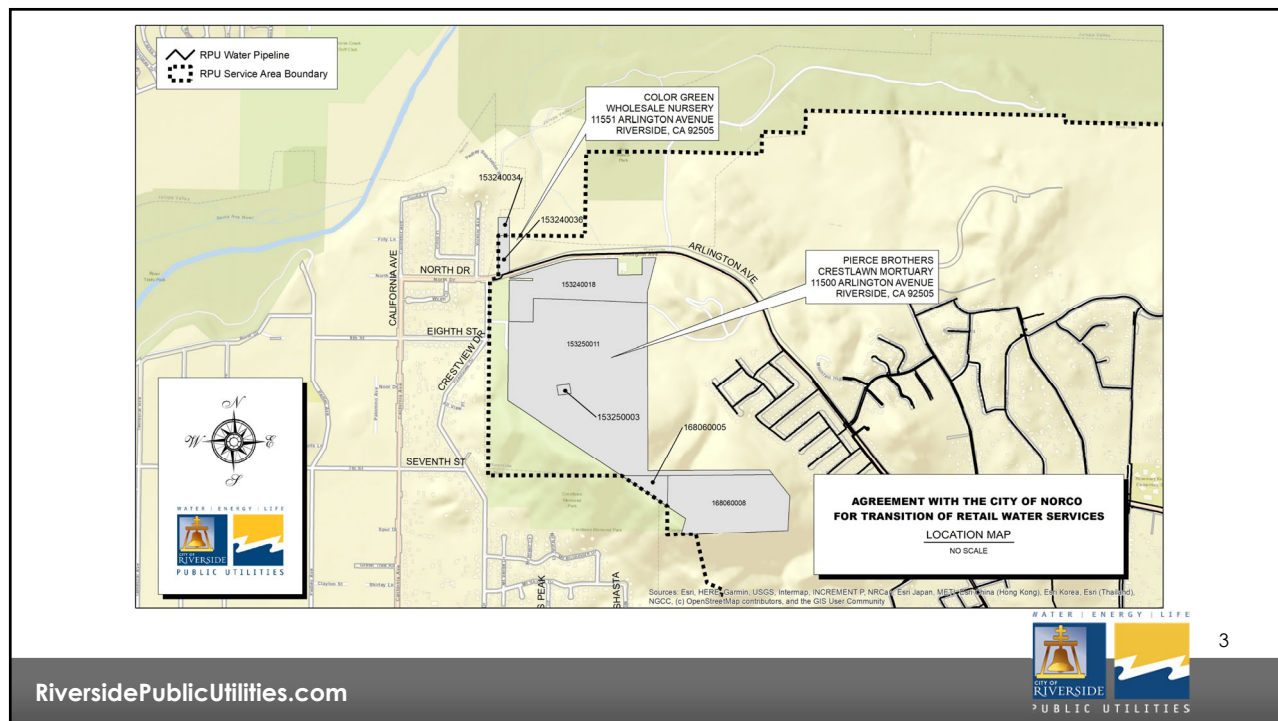 RPU Water Pipeline
RPU Service Area Boundary
COLOR GREEN
WHOLESALE NURSERY
11551 ARLINGTON AVENUE
RIVERSIDE, CA 92505
153240034
153240036
NORTH DR
ARLINGTON AVE
PIERCE BROTHERS
CRESTLAWN MORTUARY
11500 ARLINGTON AVENUE
RIVERSIDE, CA 92505
CALIFORNIA AVE
153240018
EIGHTH ST
CRESTVIEW DR
153250011
153250003
168060005
SEVENTH ST
168060008
N
W
E
S
WATER | ENERGY | LIFE
CITY OF
RIVERSIDE
PUBLIC UTILITIES
AGREEMENT WITH THE CITY OF NORCO
FOR TRANSITION OF RETAIL WATER SERVICES
LOCATION MAP
NO SCALE
S PEAK
SHASTA
Sources: Esri, HERE, Garmin, USGS, Intermap, INCREMENT P, NRCan, Esri Japan, METI, Esri China (Hong Kong), Esri Korea, Esri (Thailand),
NGCC, (c) OpenStreetMap contributors, and the GIS User Community
WATER | ENERGY | LIFE
CITY OF
RIVERSIDE
PUBLIC UTILITIES
3
RiversidePublicUtilities.com